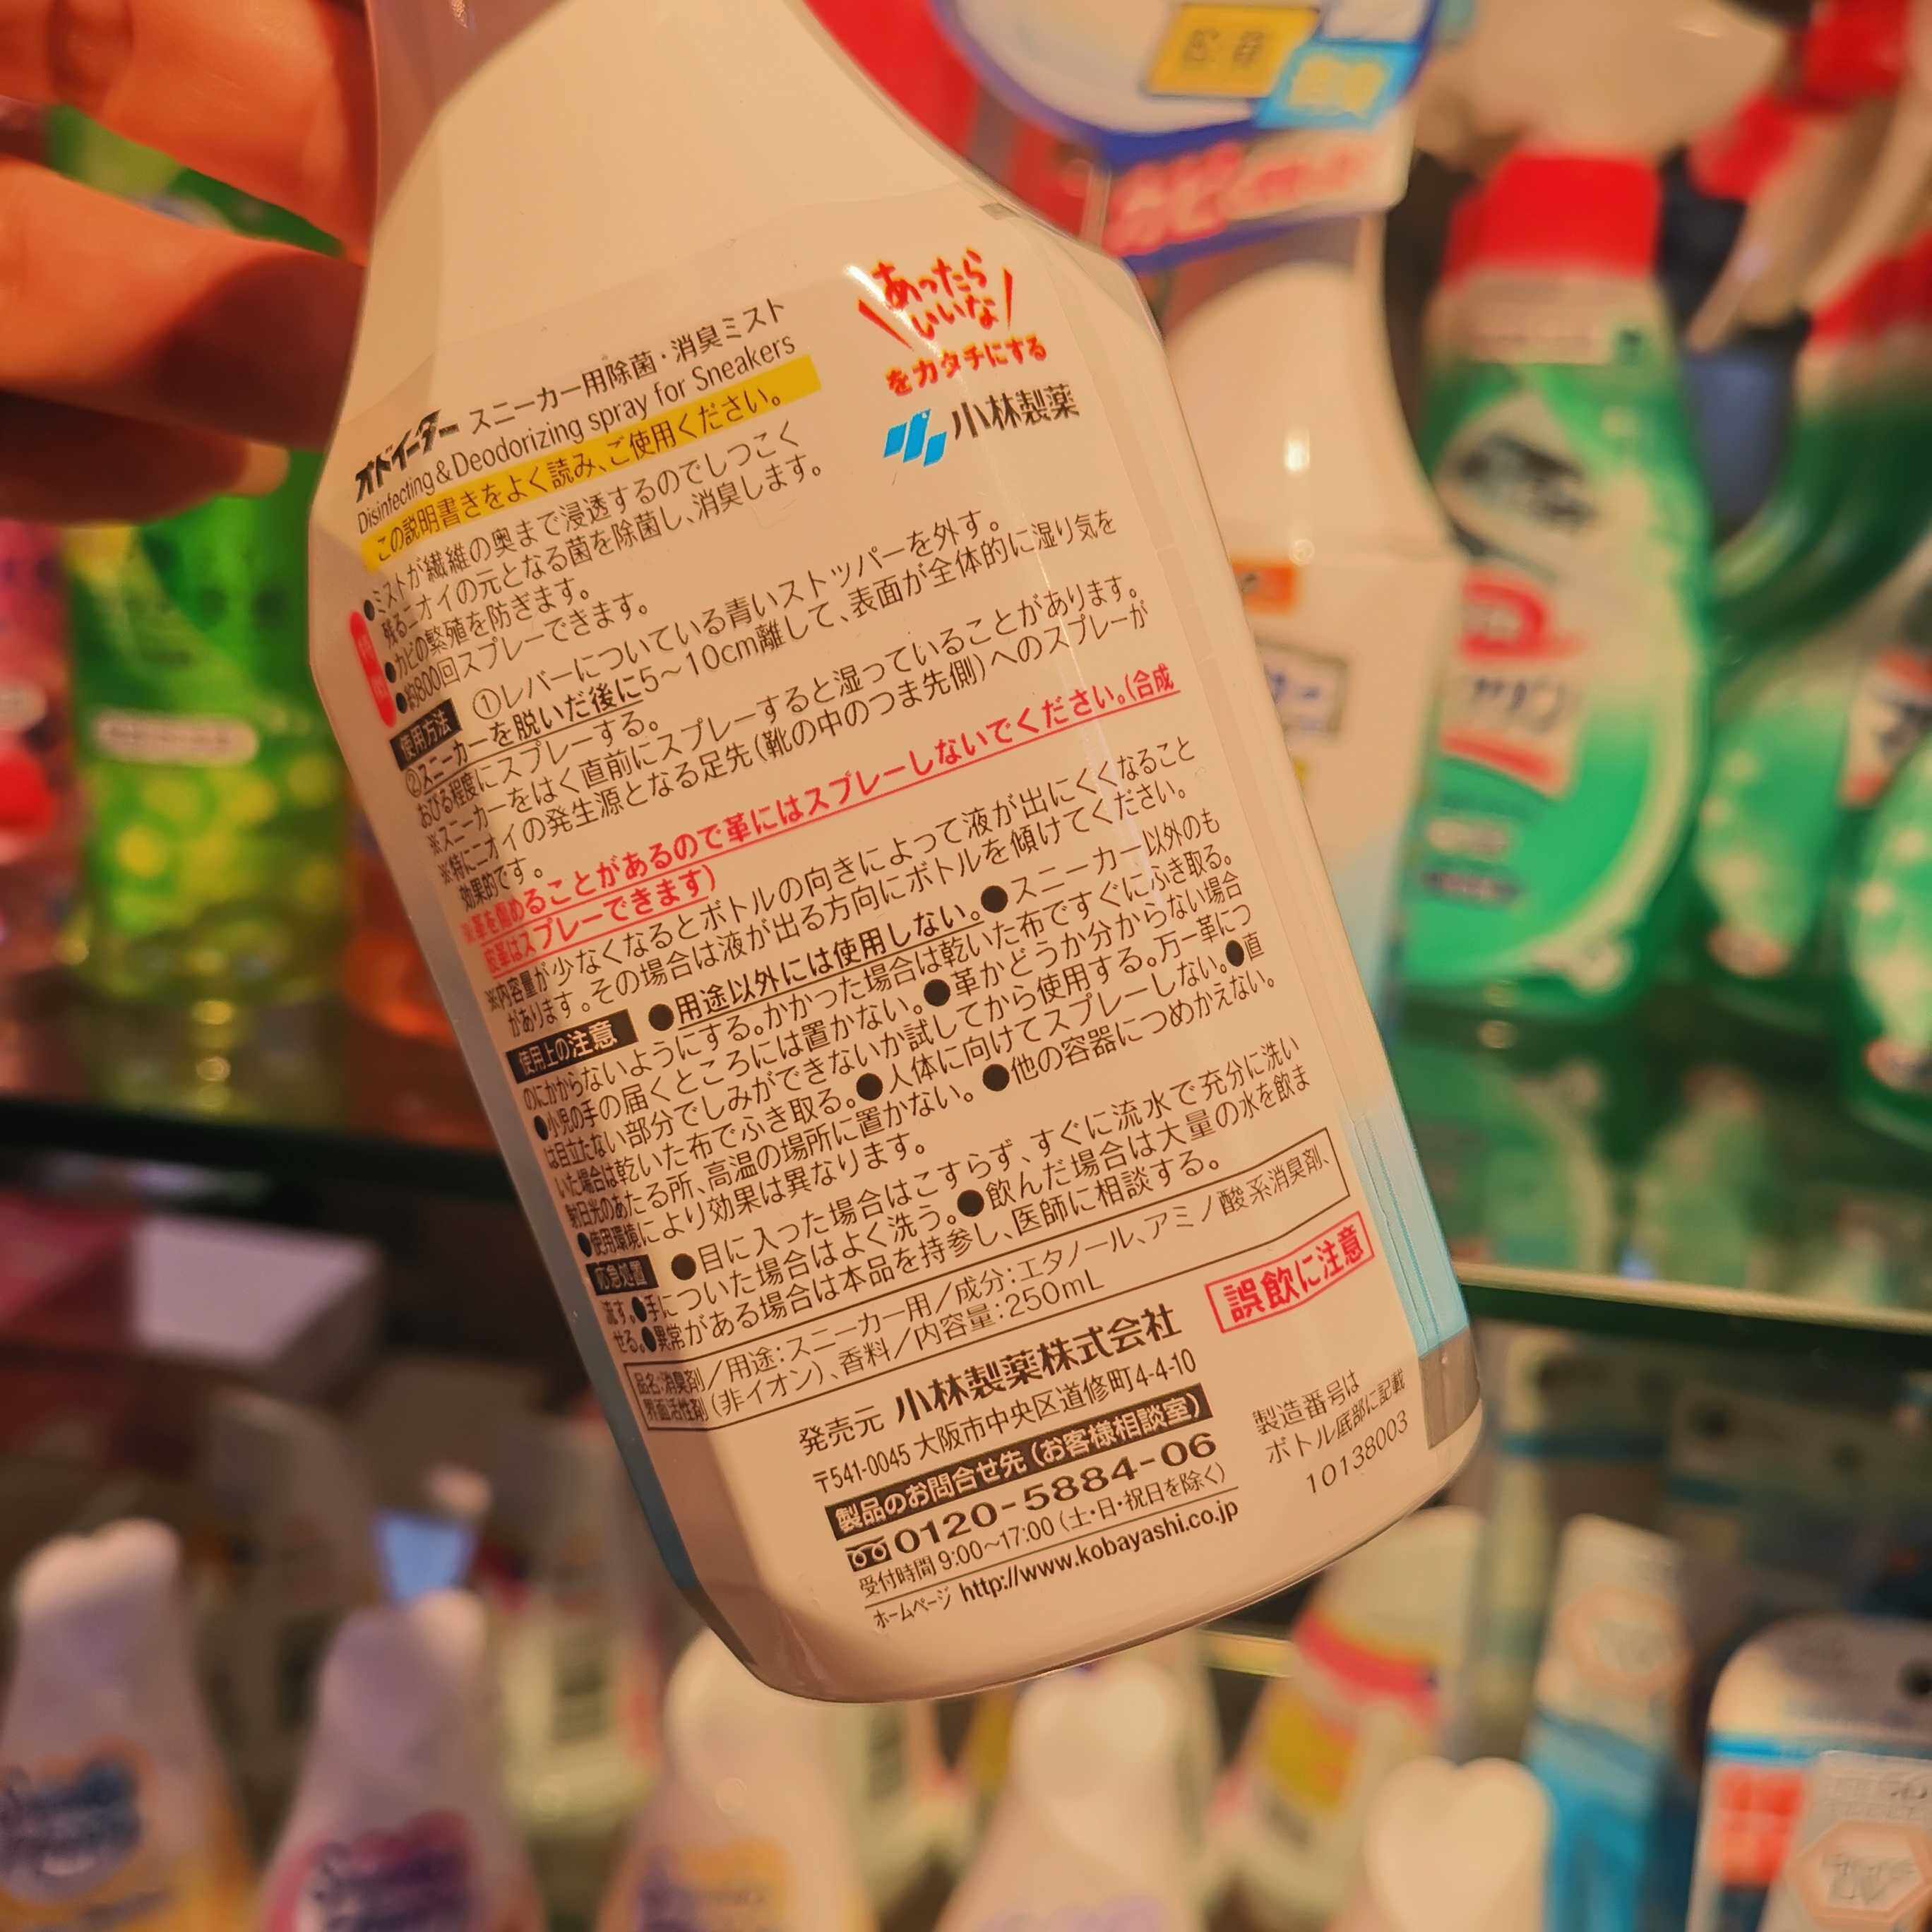 あったら
いいな
をカタチにする
小林製薬
オドイーター スニーカー用除菌・消臭ミスト
Disinfecting & Deodorizing spray for Sneakers
この説明書きをよく読み、ご使用ください。
●ミストが繊維の奥まで浸透するのでしつこく
残るニオイの元となる菌を除菌し、消臭します。
●カビの繁殖を防ぎます。
●約800回スプレーできます。
使用方法 ①レバーについている青いストッパーを外す。
②スニーカーを脱いだ後に5～10cm離して、表面が全体的に湿り気を
おびる程度にスプレーする。
※スニーカーをはく直前にスプレーすると湿っていることがあります。
※特にニオイの発生源となる足先(靴の中のつま先側)へのスプレーが
効果的です。
※革を傷めることがあるので革にはスプレーしないでください。(合成
皮革はスプレーできます)
※内容量が少なくなるとボトルの向きによって液が出にくくなること
があります。その場合は液が出る方向にボトルを傾けてください。
使用上の注意 ●用途以外には使用しない。●スニーカー以外のも
のにかからないようにする。かかった場合は乾いた布ですぐにふき取る。
●小児の手の届くところには置かない。●革かどうか分からない場合
は目立たない部分でしみができないか試してから使用する。万一革につ
いた場合は乾いた布でふき取る。●人体に向けてスプレーしない。●直
射日光のあたる所、高温の場所に置かない。●他の容器につめかえない。
●使用環境により効果は異なります。
応急処置 ●目に入った場合はこすらず、すぐに流水で充分に洗い
流す。●手についた場合はよく洗う。●飲んだ場合は大量の水を飲ま
せる。●異常がある場合は本品を持参し、医師に相談する。
品名:消臭剤／用途:スニーカー用／成分:エタノール、アミノ酸系消臭剤、
界面活性剤(非イオン)、香料／内容量:250mL
誤飲に注意
発売元 小林製薬株式会社
〒541-0045 大阪市中央区道修町4-4-10
製品のお問合せ先(お客様相談室)
0120-5884-06
受付時間 9:00～17:00(土・日・祝日を除く)
ホームページ http://www.kobayashi.co.jp
製造番号は
ボトル底部に記載
10138003